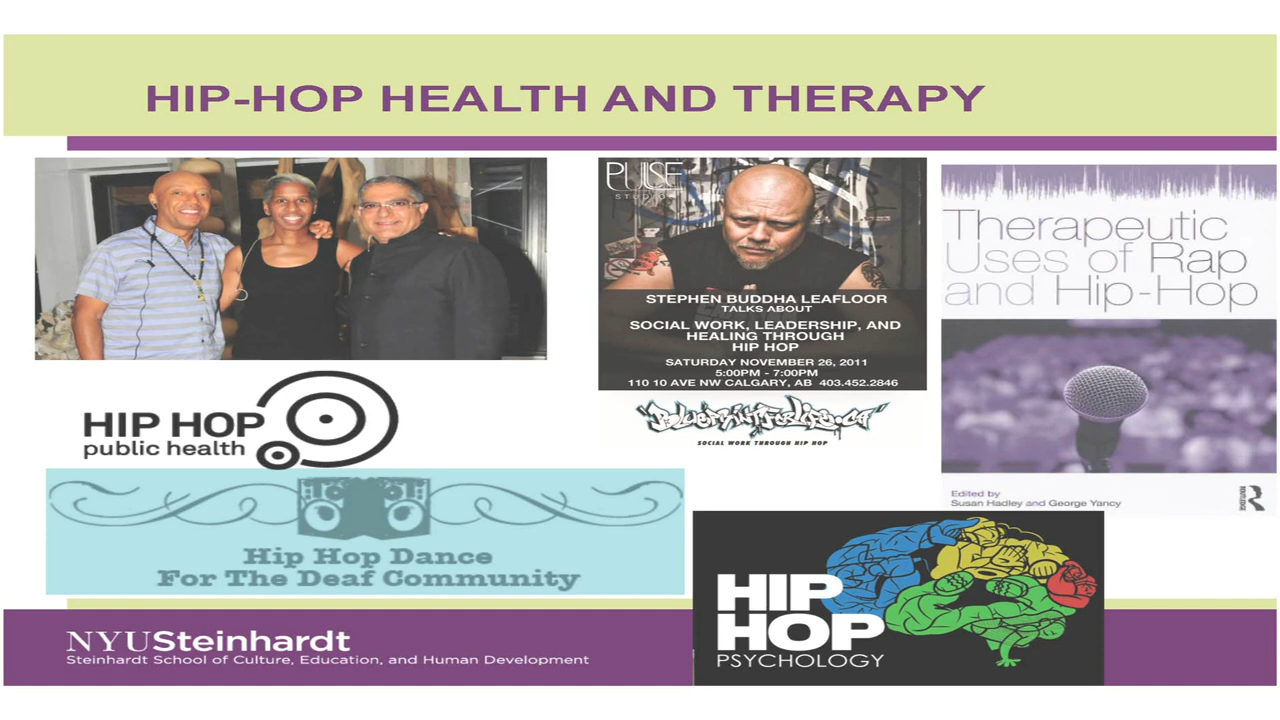 HIP-HOP HEALTH AND THERAPY
PULSE
STUDIOS
STEPHEN BUDDHA LEAFLOOR
TALKS ABOUT
SOCIAL WORK, LEADERSHIP, AND
HEALING THROUGH
HIP HOP
SATURDAY NOVEMBER 26, 2011
5:00PM - 7:00PM
110 10 AVE NW CALGARY, AB 403.452.2846
"BluePrintForLife.ca"
SOCIAL WORK THROUGH HIP HOP
Therapeutic
Uses of Rap
and Hip-Hop
Edited by
Susan Hadley and George Yancy
ROUTLEDGE
HIP HOP
public health
Hip Hop Dance
For The Deaf Community
HIP
HOP
PSYCHOLOGY
NYUSteinhardt
Steinhardt School of Culture, Education, and Human Development